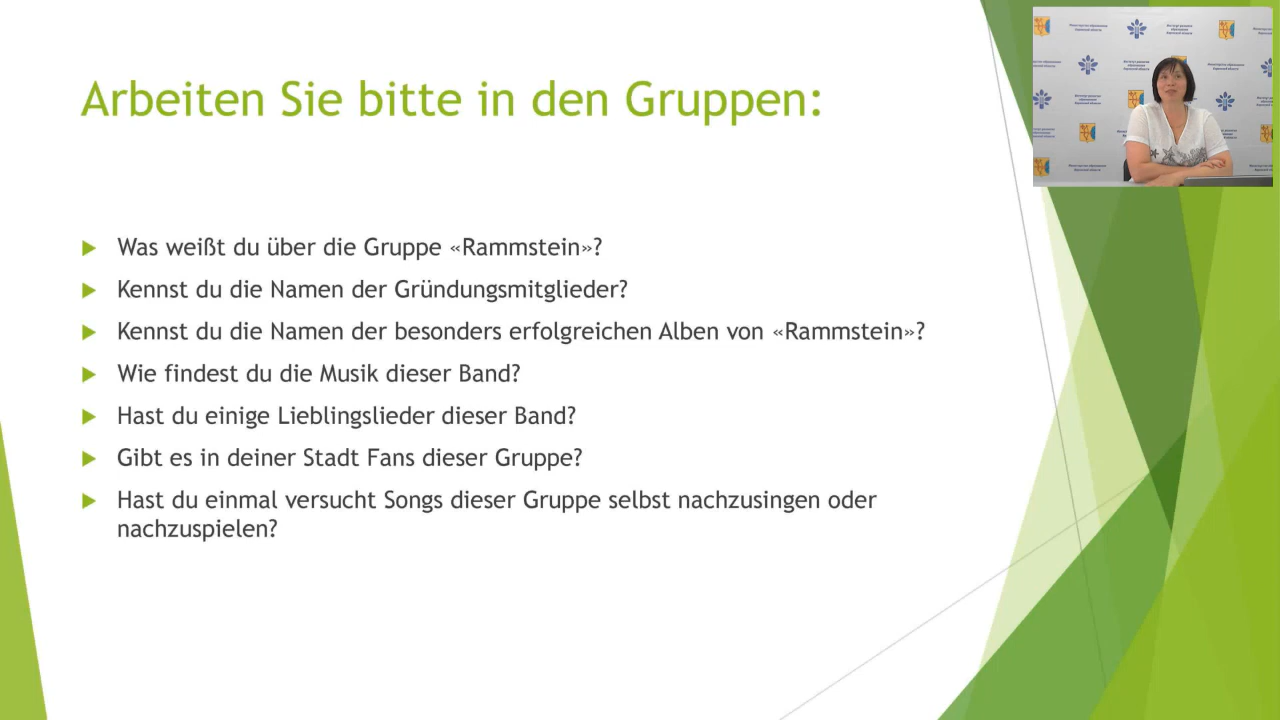 Arbeiten Sie bitte in den Gruppen:
Was weißt du über die Gruppe «Rammstein»?
Kennst du die Namen der Gründungsmitglieder?
Kennst du die Namen der besonders erfolgreichen Alben von «Rammstein»?
Wie findest du die Musik dieser Band?
Hast du einige Lieblingslieder dieser Band?
Gibt es in deiner Stadt Fans dieser Gruppe?
Hast du einmal versucht Songs dieser Gruppe selbst nachzusingen oder
nachzuspielen?